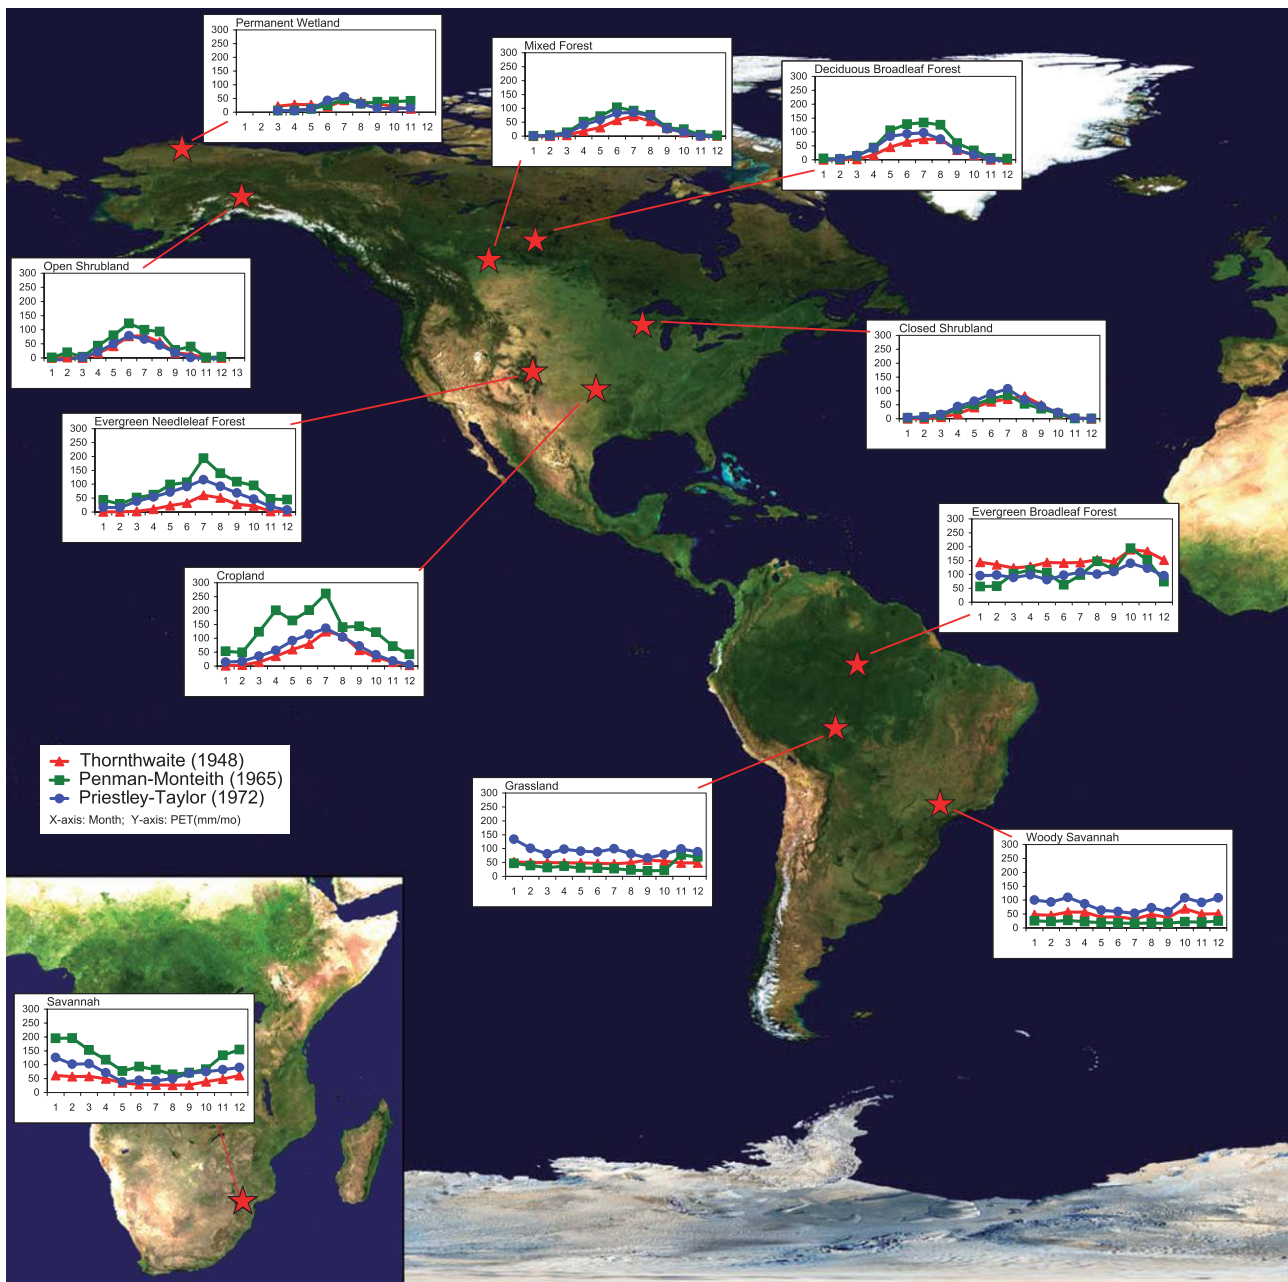 Permanent Wetland
300
250
200
150
100
50
0
1 2 3 4 5 6 7 8 9 10 11 12
Mixed Forest
300
250
200
150
100
50
0
1 2 3 4 5 6 7 8 9 10 11 12
Deciduous Broadleaf Forest
300
250
200
150
100
50
0
1 2 3 4 5 6 7 8 9 10 11 12
Open Shrubland
300
250
200
150
100
50
0
1 2 3 4 5 6 7 8 9 10 11 12 13
Closed Shrubland
300
250
200
150
100
50
0
1 2 3 4 5 6 7 8 9 10 11 12
Evergreen Needleleaf Forest
300
250
200
150
100
50
0
1 2 3 4 5 6 7 8 9 10 11 12
Evergreen Broadleaf Forest
300
250
200
150
100
50
0
1 2 3 4 5 6 7 8 9 10 11 12
Cropland
300
250
200
150
100
50
0
1 2 3 4 5 6 7 8 9 10 11 12
Thornthwaite (1948)
Penman-Monteith (1965)
Priestley-Taylor (1972)
X-axis: Month; Y-axis: PET(mm/mo)
Grassland
300
250
200
150
100
50
0
1 2 3 4 5 6 7 8 9 10 11 12
Woody Savannah
300
250
200
150
100
50
0
1 2 3 4 5 6 7 8 9 10 11 12
Savannah
300
250
200
150
100
50
0
1 2 3 4 5 6 7 8 9 10 11 12